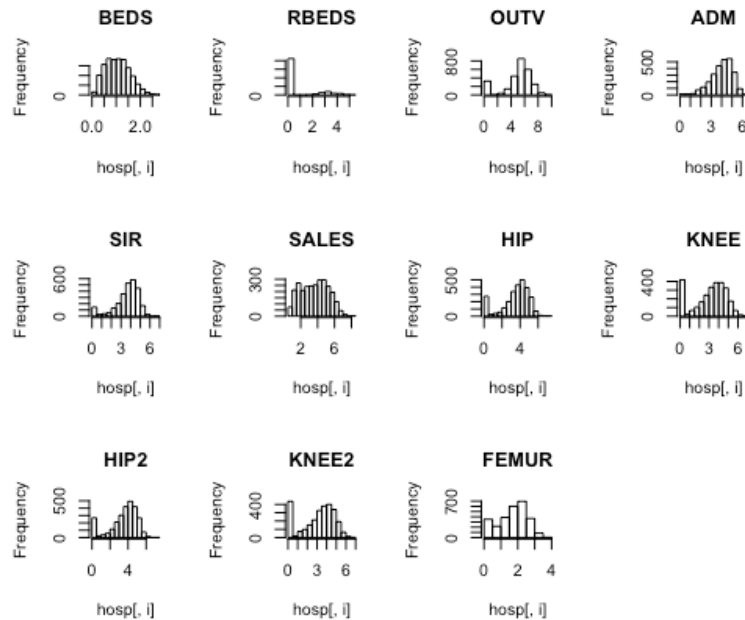 BEDS RBEDS OUTV ADM
Frequency Frequency Frequency Frequency
0 0 0 800 0 500
0.0 2.0 0 2 4 0 4 8 0 3 6
hosp[, i] hosp[, i] hosp[, i] hosp[, i]
SIR SALES HIP KNEE
Frequency Frequency Frequency Frequency
0 600 0 300 0 500 0 400
0 3 6 2 6 0 4 0 3 6
hosp[, i] hosp[, i] hosp[, i] hosp[, i]
HIP2 KNEE2 FEMUR
Frequency Frequency Frequency
0 500 0 400 0 700
0 4 0 3 6 0 2 4
hosp[, i] hosp[, i] hosp[, i]